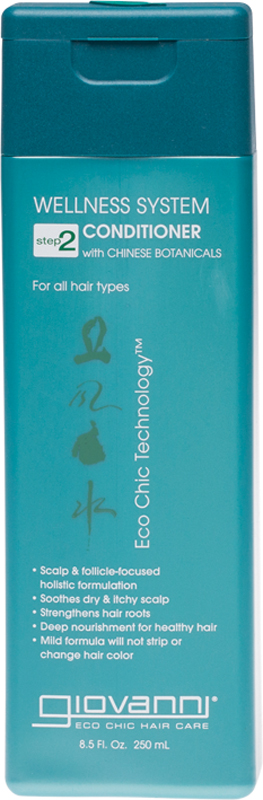 WELLNESS SYSTEM
step2 CONDITIONER
with CHINESE BOTANICALS
For all hair types
Eco Chic Technology™
• Scalp & follicle-focused
holistic formulation
• Soothes dry & itchy scalp
• Strengthens hair roots
• Deep nourishment for healthy hair
• Mild formula will not strip or
change hair color
giovanni®
ECO CHIC HAIR CARE
8.5 Fl. Oz. 250 mL